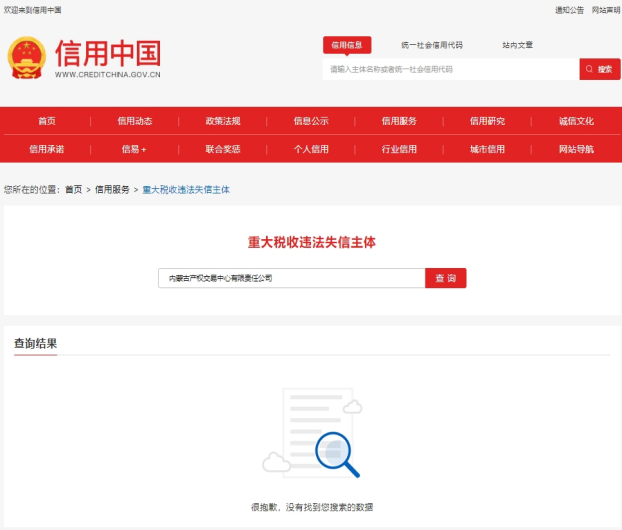 欢迎来到信用中国
通知公告 网站声明
信用中国
WWW.CREDITCHINA.GOV.CN
信用信息 统一社会信用代码 站内文章
请输入主体名称或者统一社会信用代码 搜索
首页 信用动态 政策法规 信息公示 信用服务 信用研究 诚信文化
信用承诺 信易+ 联合奖惩 个人信用 行业信用 城市信用 网站导航
您所在的位置：首页 > 信用服务 > 重大税收违法失信主体
重大税收违法失信主体
内蒙古产权交易中心有限责任公司 查询
查询结果
很抱歉，没有找到您搜索的数据